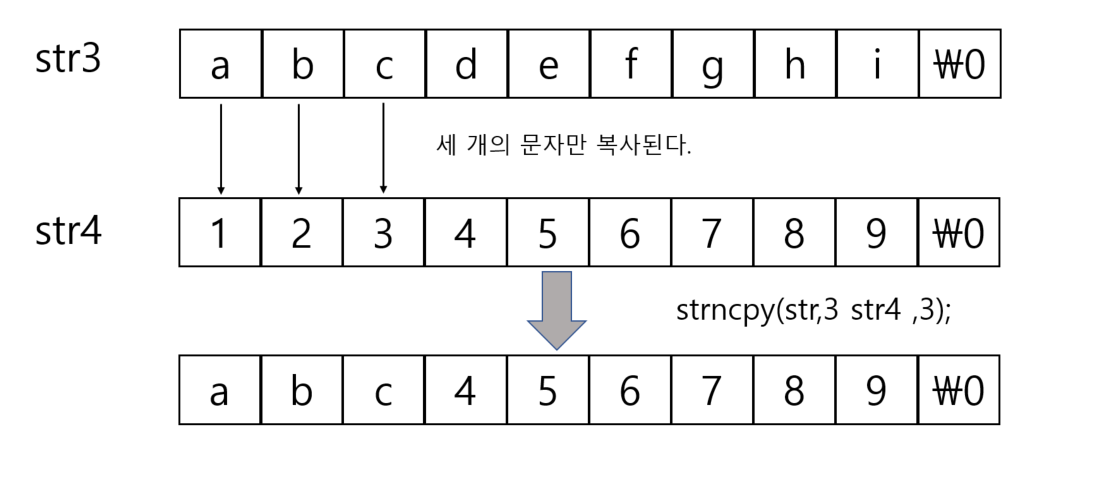 str3 a b c d e f g h i ₩0
세 개의 문자만 복사된다.
str4 1 2 3 4 5 6 7 8 9 ₩0
strncpy(str,3 str4 ,3);
a b c 4 5 6 7 8 9 ₩0